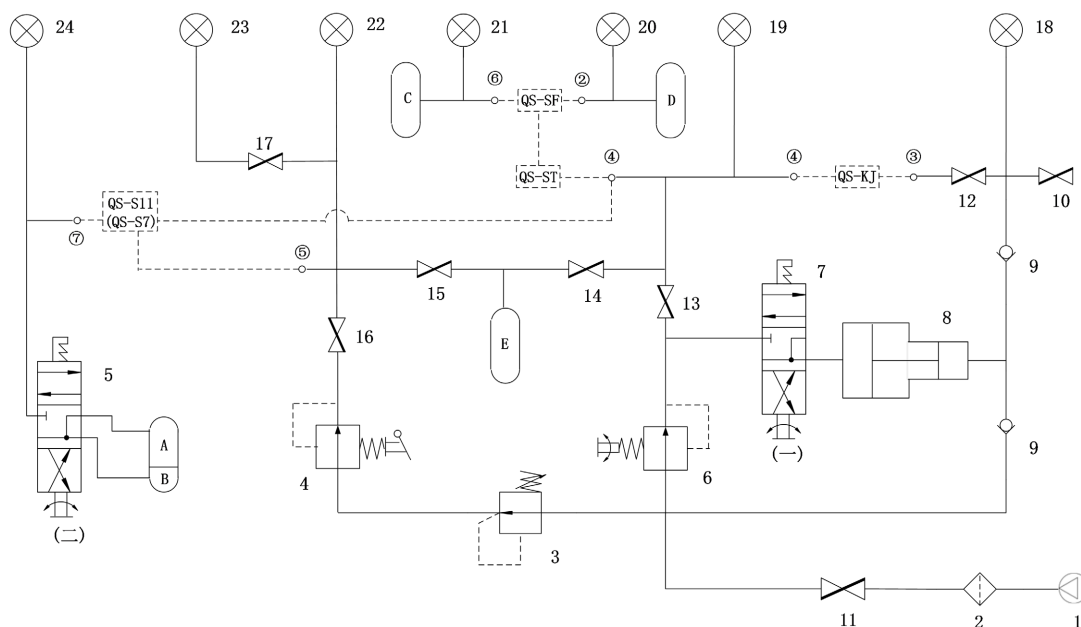 24 23 22 21 20 19 18
⑥ ②
C QS-SF D
17 ④ ④ ③
QS-ST QS-KJ
QS-S11
(QS-S7)
12 10
⑦
⑤
7 9
15 14 13
16 E 8
5
A
B
4 6 (一) 9
(二) 3
11 2 1